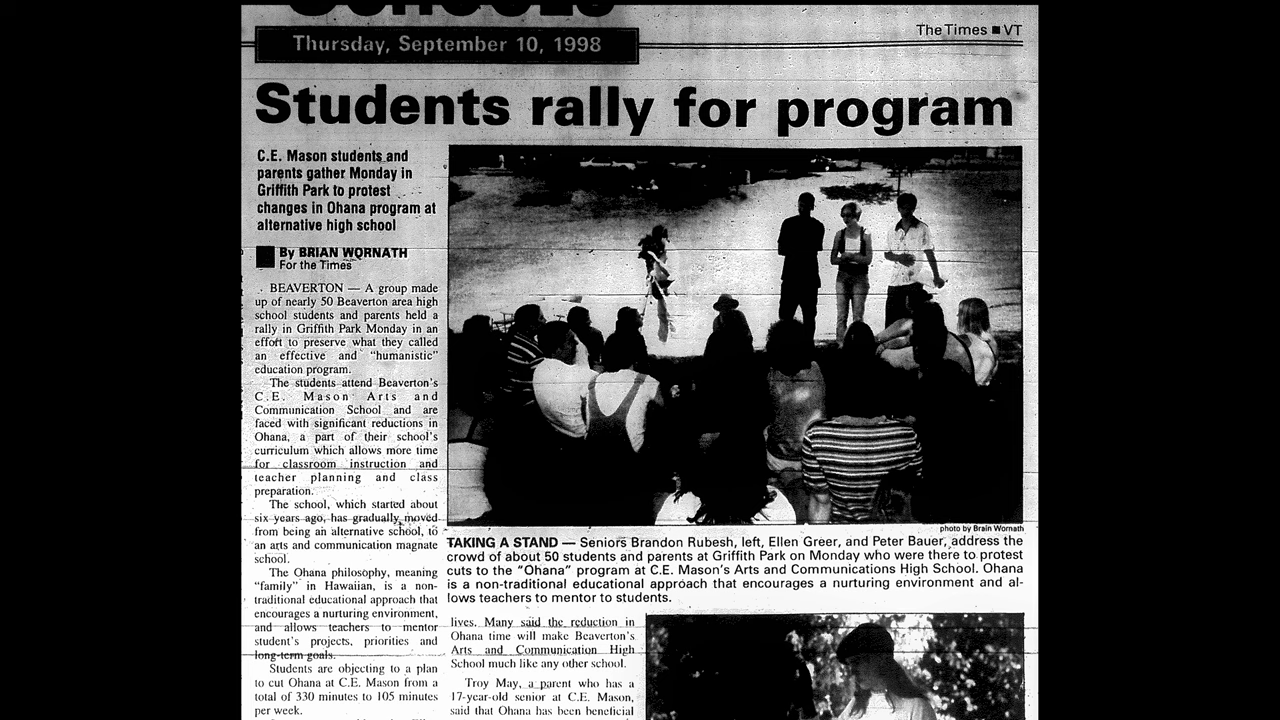 SCHOOLS
Thursday, September 10, 1998
The Times ■ VT
Students rally for program
C.E. Mason students and
parents gather Monday in
Griffith Park to protest
changes in Ohana program at
alternative high school
By BRIAN WORNATH
For the Times
BEAVERTON — A group made
up of nearly 50 Beaverton area high
school students and parents held a
rally in Griffith Park Monday in an
effort to preserve what they called
an effective and "humanistic"
education program.
The students attend Beaverton's
C.E. Mason Arts and
Communication School and are
faced with significant reductions in
Ohana, a part of their school's
curriculum which allows more time
for classroom instruction and
teacher planning and class
preparation.
The school, which started about
six years ago, has gradually moved
from being an alternative school, to
an arts and communication magnate
school.
The Ohana philosophy, meaning
"family" in Hawaiian, is a non-
traditional educational approach that
encourages a nurturing environment,
and allows teachers to mentor
student's projects, priorities and
long-term goals.
Students are objecting to a plan
to cut Ohana at C.E. Mason from a
total of 330 minutes to 105 minutes
per week.
photo by Brain Wornath
TAKING A STAND — Seniors Brandon Rubesh, left, Ellen Greer, and Peter Bauer, address the
crowd of about 50 students and parents at Griffith Park on Monday who were there to protest
cuts to the "Ohana" program at C.E. Mason's Arts and Communications High School. Ohana
is a non-traditional educational approach that encourages a nurturing environment and al-
lows teachers to mentor to students.
lives. Many said the reduction in
Ohana time will make Beaverton's
Arts and Communication High
School much like any other school.
Troy May, a parent who has a
17-year-old senior at C.E. Mason,
said that Ohana has been beneficial